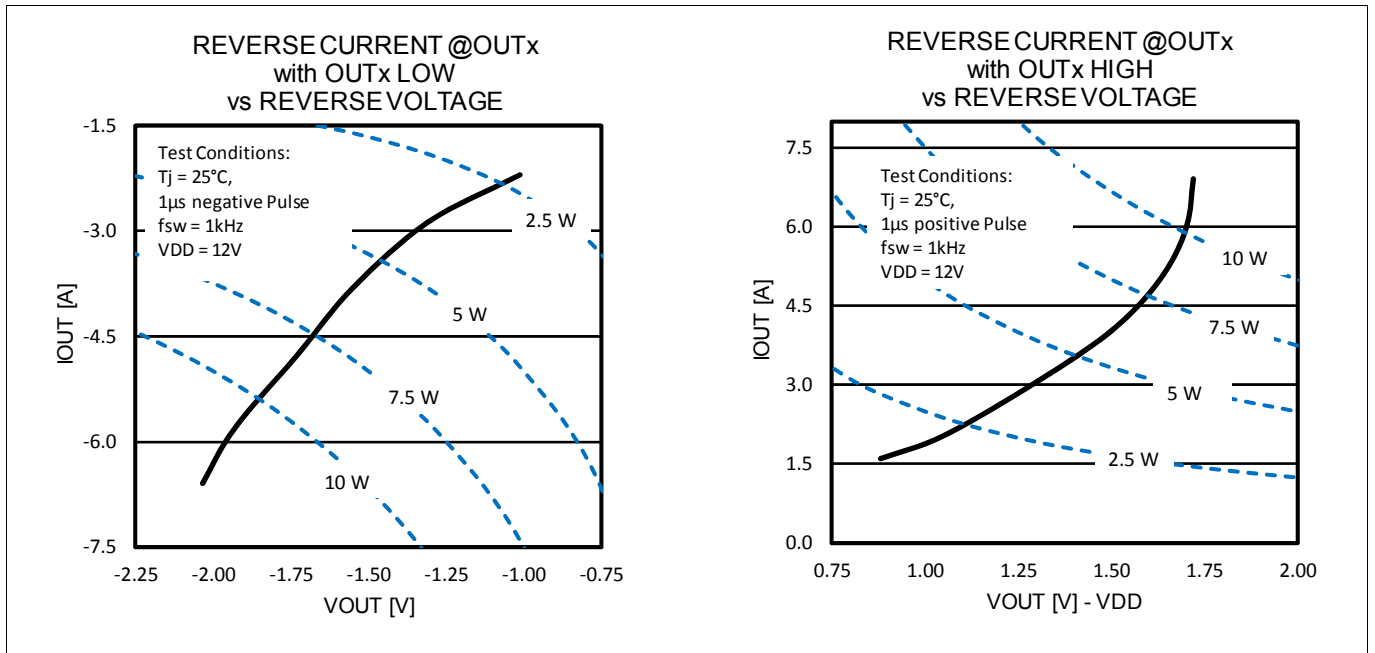 REVERSE CURRENT @OUTx
with OUTx LOW
vs REVERSE VOLTAGE
-1.5
-3.0
-4.5
-6.0
-7.5
IOUT [A]
Test Conditions:
Tj = 25°C,
1µs negative Pulse
fsw = 1kHz
VDD = 12V
2.5 W
5 W
7.5 W
10 W
-2.25 -2.00 -1.75 -1.50 -1.25 -1.00 -0.75
VOUT [V]
REVERSE CURRENT @OUTx
with OUTx HIGH
vs REVERSE VOLTAGE
7.5
6.0
4.5
3.0
1.5
0.0
IOUT [A]
Test Conditions:
Tj = 25°C,
1µs positive Pulse
fsw = 1kHz
VDD = 12V
10 W
7.5 W
5 W
2.5 W
0.75 1.00 1.25 1.50 1.75 2.00
VOUT [V] - VDD